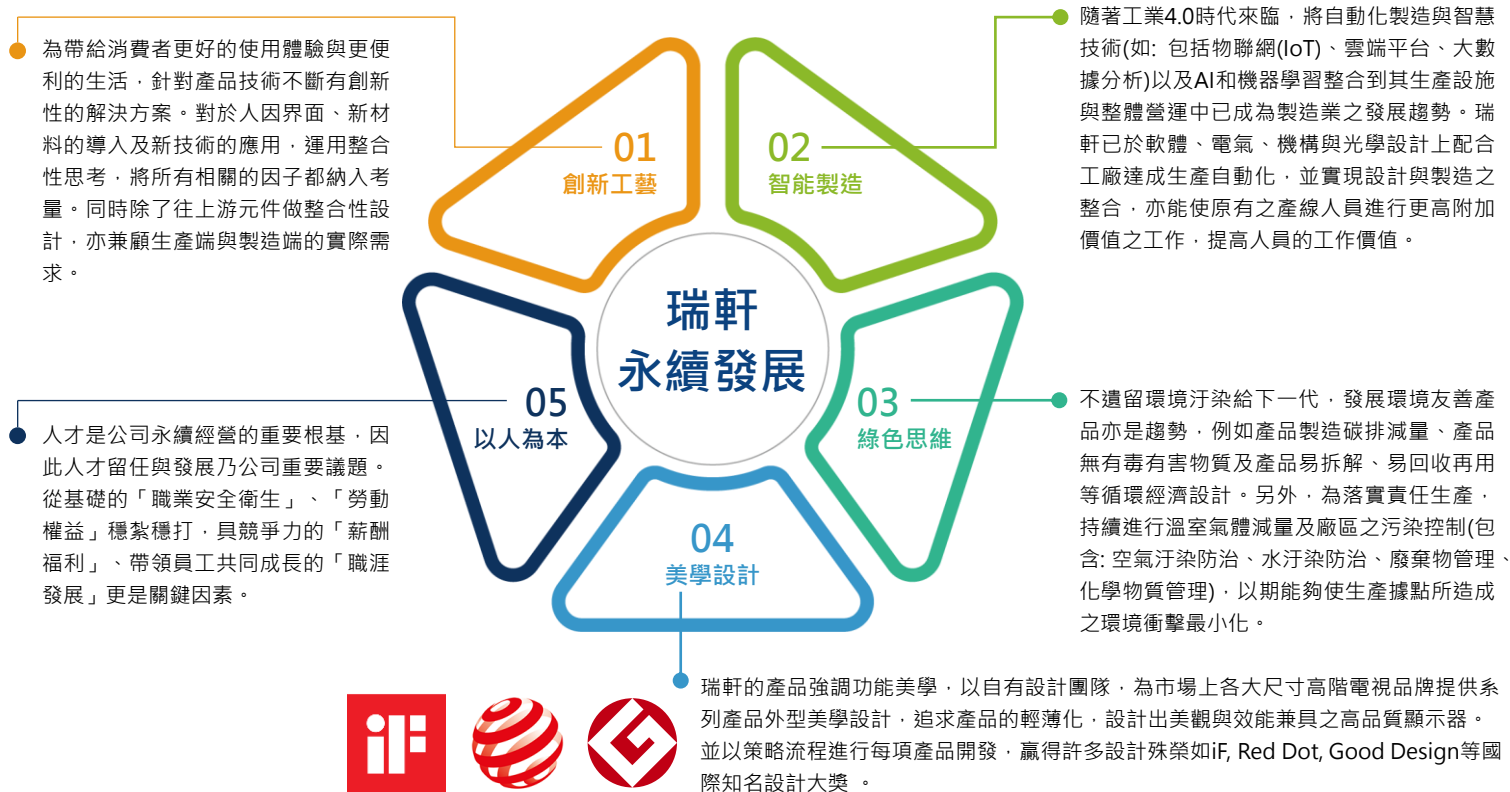 為帶給消費者更好的使用體驗與更便
利的生活，針對產品技術不斷有創新
性的解決方案。對於人因界面、新材
料的導入及新技術的應用，運用整合
性思考，將所有相關的因子都納入考
量。同時除了往上游元件做整合性設
計，亦兼顧生產端與製造端的實際需
求。
01
創新工藝
02
智能製造
隨著工業4.0時代來臨，將自動化製造與智慧
技術(如: 包括物聯網(IoT)、雲端平台、大數
據分析)以及AI和機器學習整合到其生產設施
與整體營運中已成為製造業之發展趨勢。瑞
軒已於軟體、電氣、機構與光學設計上配合
工廠達成生產自動化，並實現設計與製造之
整合，亦能使原有之產線人員進行更高附加
價值之工作，提高人員的工作價值。
瑞軒
永續發展
05
以人為本
人才是公司永續經營的重要根基，因
此人才留任與發展乃公司重要議題。
從基礎的「職業安全衛生」、「勞動
權益」穩紮穩打，具競爭力的「薪酬
福利」、帶領員工共同成長的「職涯
發展」更是關鍵因素。
03
綠色思維
不遺留環境汙染給下一代，發展環境友善產
品亦是趨勢，例如產品製造碳排減量、產品
無有毒有害物質及產品易拆解、易回收再用
等循環經濟設計。另外，為落實責任生產，
持續進行溫室氣體減量及廠區之污染控制(包
含: 空氣汙染防治、水汙染防治、廢棄物管理、
化學物質管理)，以期能夠使生產據點所造成
之環境衝擊最小化。
04
美學設計
iF
瑞軒的產品強調功能美學，以自有設計團隊，為市場上各大尺寸高階電視品牌提供系
列產品外型美學設計，追求產品的輕薄化，設計出美觀與效能兼具之高品質顯示器。
並以策略流程進行每項產品開發，贏得許多設計殊榮如iF, Red Dot, Good Design等國
際知名設計大獎 。